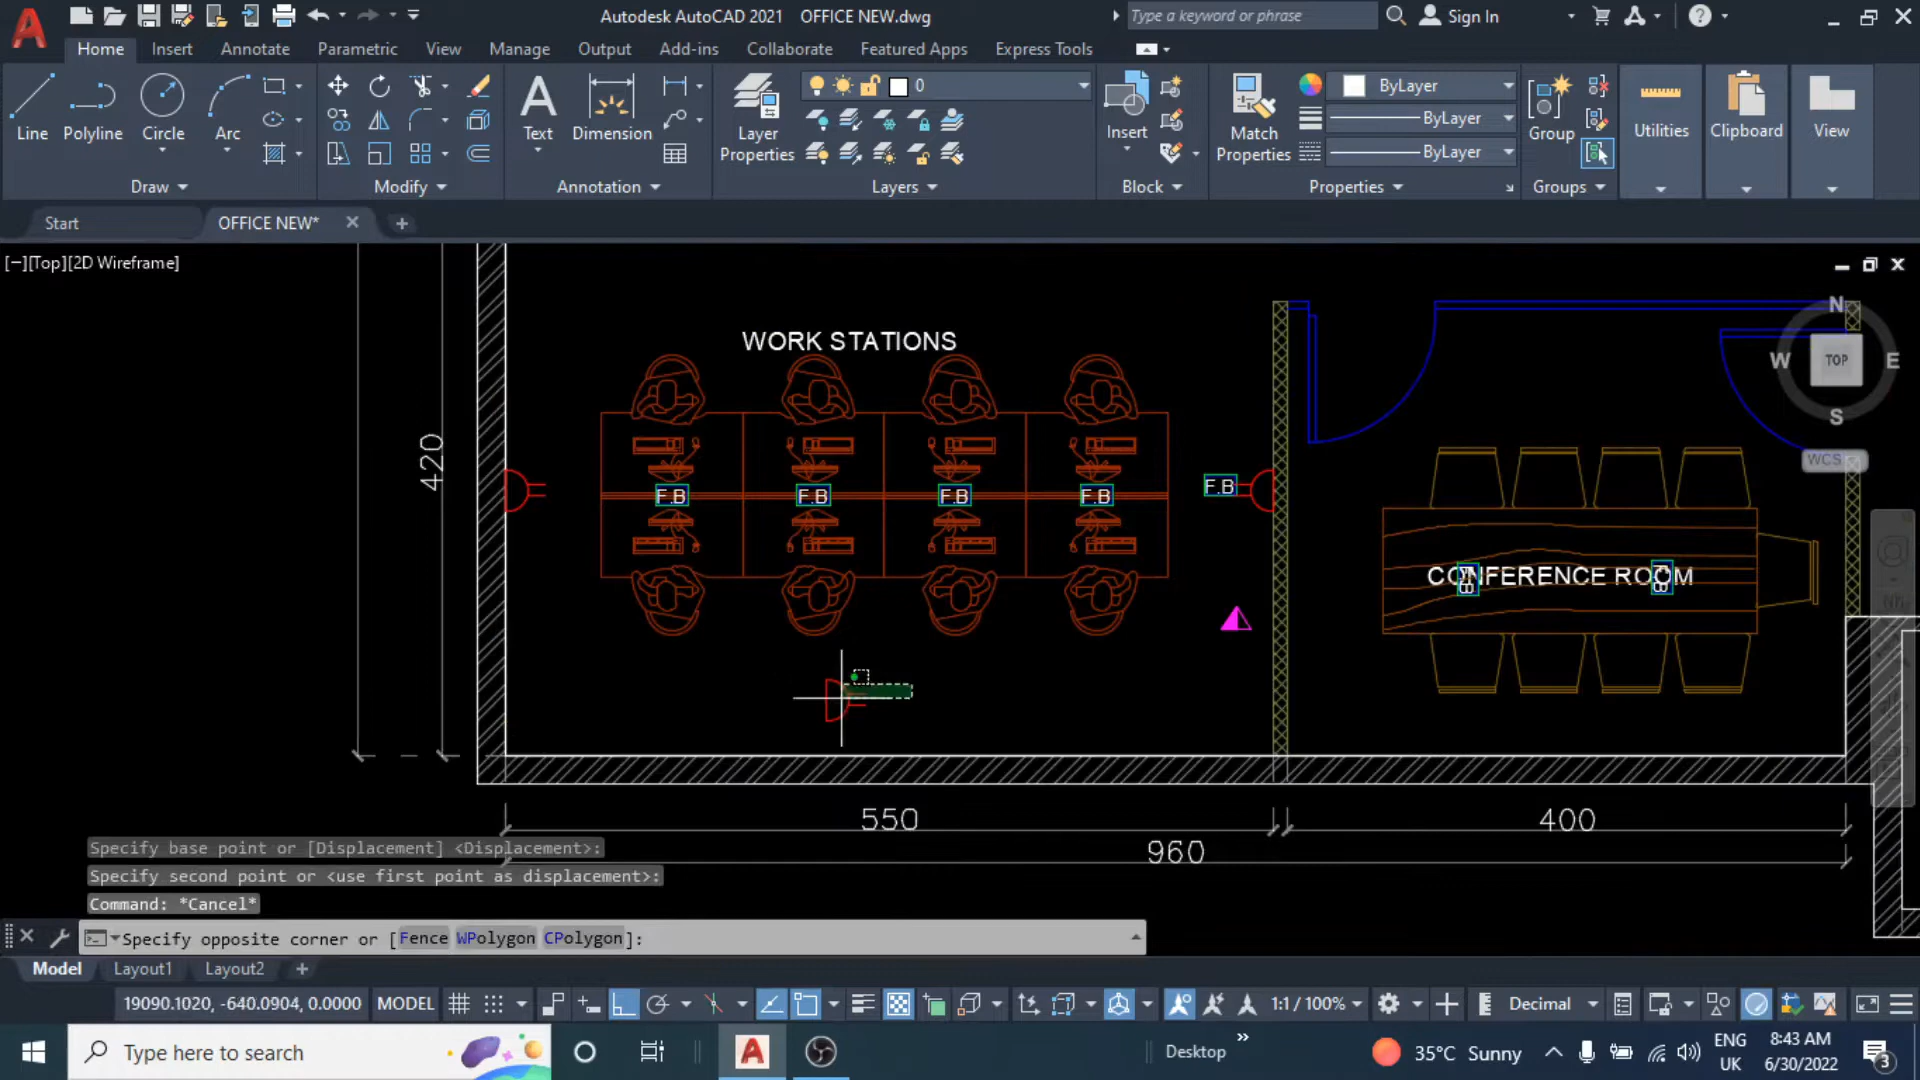 Autodesk AutoCAD 2021 OFFICE NEW.dwg
Type a keyword or phrase
Sign In
Home Insert Annotate Parametric View Manage Output Add-ins Collaborate Featured Apps Express Tools
Line Polyline Circle Arc
Text Dimension
Layer Properties
0
Insert
Match Properties
ByLayer
ByLayer
ByLayer
Group
Utilities Clipboard View
Draw Modify Annotation Layers Block Properties Groups
Start OFFICE NEW*
[−][Top][2D Wireframe]
N
W TOP E
S
WCS
WORK STATIONS
420
F.B F.B F.B F.B F.B
CONFERENCE ROOM
F.B F.B
550 400
960
Specify base point or [Displacement] <Displacement>:
Specify second point or <use first point as displacement>:
Command: *Cancel*
Specify opposite corner or [Fence WPolygon CPolygon]:
Model Layout1 Layout2
19090.1020, -640.0904, 0.0000 MODEL 1:1 / 100% Decimal
Type here to search
Desktop
35°C Sunny
ENG
UK
8:43 AM
6/30/2022
3